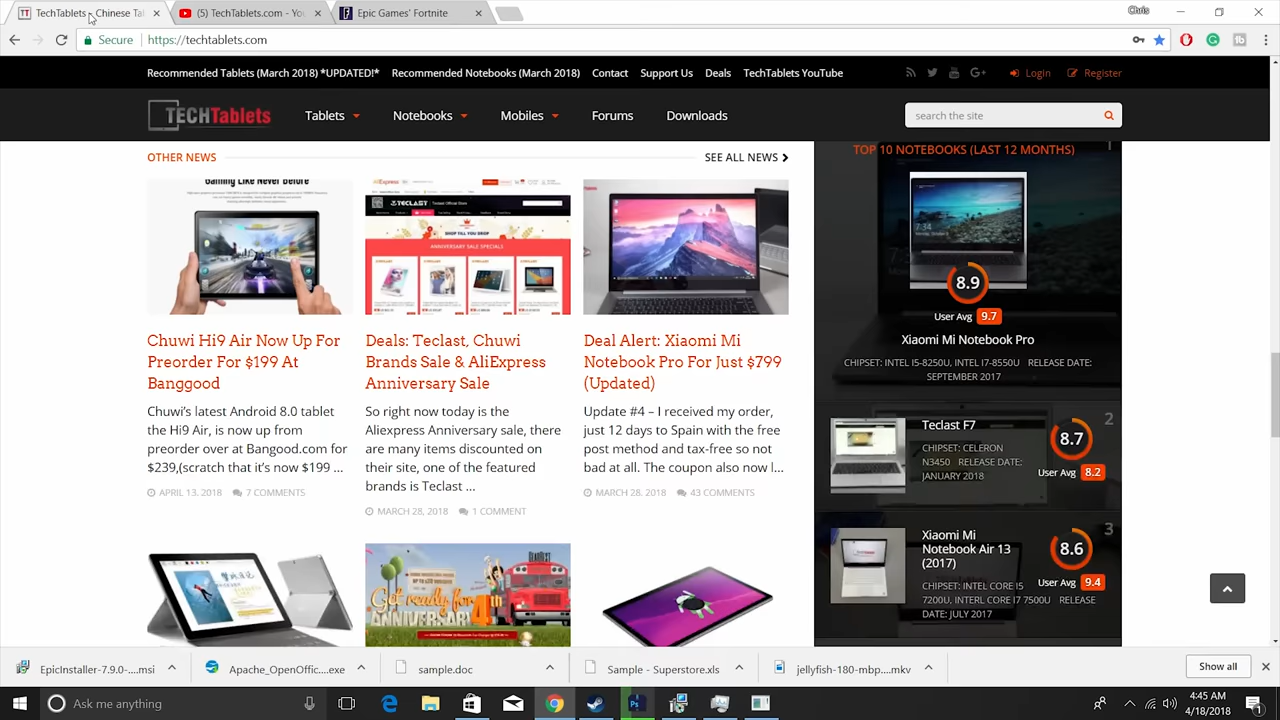 TechTablets - Chinese Tal
(5) TechTablets.com - You
Epic Games' Fortnite
Chris
Secure
https://techtablets.com
Recommended Tablets (March 2018) *UPDATED!*
Recommended Notebooks (March 2018)
Contact
Support Us
Deals
TechTablets YouTube
Login
Register
TECHTablets
Tablets
Notebooks
Mobiles
Forums
Downloads
search the site
OTHER NEWS
SEE ALL NEWS
Gaming Like Never Before
Chuwi Hi9 Air Now Up For
Preorder For $199 At
Banggood
Chuwi’s latest Android 8.0 tablet
the Hi9 Air, is now up from
preorder over at Bangood.com for
$239,(scratch that it’s now $199 ...
APRIL 13, 2018
7 COMMENTS
AliExpress
Teclast Official Store
ANNIVERSARY SALE SPECIALS
Deals: Teclast, Chuwi
Brands Sale & AliExpress
Anniversary Sale
So right now today is the
Aliexpress Anniversary sale, there
are many items discounted on
their site, one of the featured
brands is Teclast ...
MARCH 28, 2018
1 COMMENT
Deal Alert: Xiaomi Mi
Notebook Pro For Just $799
(Updated)
Update #4 – I received my order,
just 12 days to Spain with the free
post method and tax-free so not
bad at all. The coupon also now l...
MARCH 28, 2018
43 COMMENTS
Get ready for
4th
ANNIVERSARY
TOP 10 NOTEBOOKS (LAST 12 MONTHS)
1
7:34
8.9
User Avg 9.7
Xiaomi Mi Notebook Pro
CHIPSET: INTEL I5-8250U, INTEL I7-8550U RELEASE DATE:
SEPTEMBER 2017
2
Teclast F7
CHIPSET: CELERON
N3450 RELEASE DATE:
JANUARY 2018
8.7
User Avg 8.2
3
Xiaomi Mi
Notebook Air 13
(2017)
CHIPSET: INTEL CORE I5
7200U, INTERL CORE I7 7500U RELEASE
DATE: JULY 2017
8.6
User Avg 9.4
EpicInstaller-7.9.0-....msi
Apache_OpenOffic....exe
sample.doc
Sample - Superstore.xls
jellyfish-180-mbp....mkv
Show all
Ask me anything
4:45 AM
4/18/2018